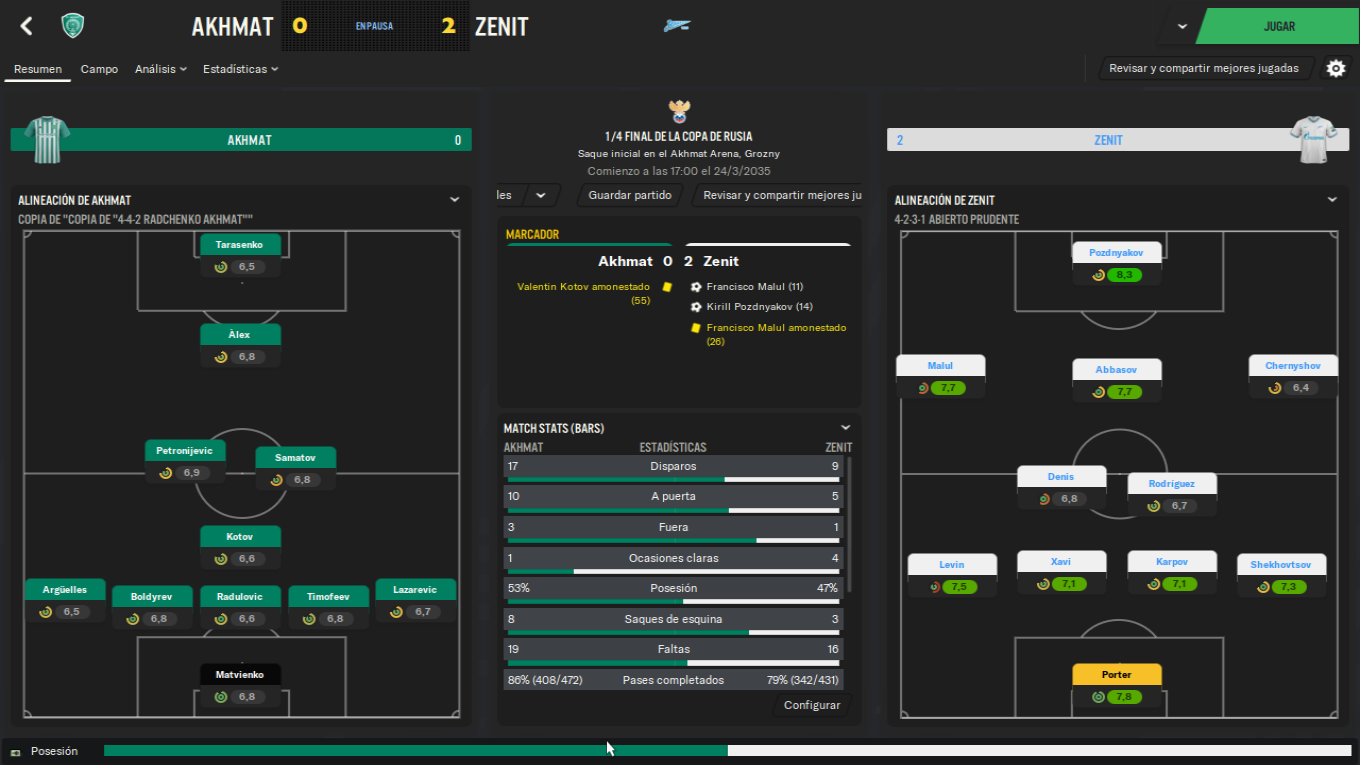 AKHMAT 0 EN PAUSA 2 ZENIT
JUGAR
Resumen Campo Análisis Estadísticas
Revisar y compartir mejores jugadas
AKHMAT 0
ALINEACIÓN DE AKHMAT
COPIA DE "COPIA DE "4-4-2 RADCHENKO AKHMAT""
Tarasenko
6,5
Àlex
6,8
Petronijevic
6,9
Samatov
6,8
Kotov
6,6
Argüelles
6,5
Boldyrev
6,8
Radulovic
6,6
Timofeev
6,8
Lazarevic
6,7
Matvienko
6,8
1/4 FINAL DE LA COPA DE RUSIA
Saque inicial en el Akhmat Arena, Grozny
Comienzo a las 17:00 el 24/3/2035
les
Guardar partido
Revisar y compartir mejores ju
MARCADOR
Akhmat 0 2 Zenit
Valentin Kotov amonestado
(55)
Francisco Malul (11)
Kirill Pozdnyakov (14)
Francisco Malul amonestado
(26)
MATCH STATS (BARS)
AKHMAT ESTADÍSTICAS ZENIT
17 Disparos 9
10 A puerta 5
3 Fuera 1
1 Ocasiones claras 4
53% Posesión 47%
8 Saques de esquina 3
19 Faltas 16
86% (408/472) Pases completados 79% (342/431)
Configurar
2 ZENIT
ALINEACIÓN DE ZENIT
4-2-3-1 ABIERTO PRUDENTE
Pozdnyakov
8,3
Malul
7,7
Abbasov
7,7
Chernyshov
6,4
Denis
6,8
Rodríguez
6,7
Levin
7,5
Xavi
7,1
Karpov
7,1
Shekhovtsov
7,3
Porter
7,8
Posesión